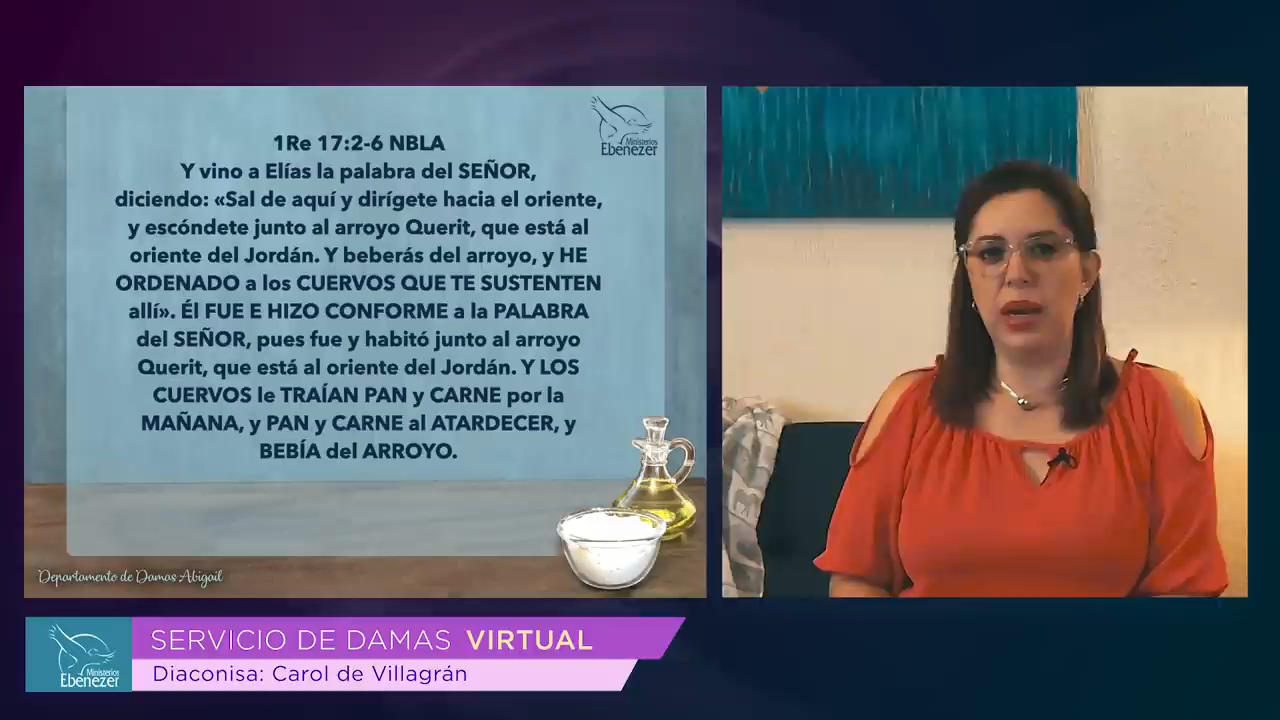 1Re 17:2-6 NBLA
Y vino a Elías la palabra del SEÑOR,
diciendo: «Sal de aquí y dirígete hacia el oriente,
y escóndete junto al arroyo Querit, que está al
oriente del Jordán. Y beberás del arroyo, y HE
ORDENADO a los CUERVOS QUE TE SUSTENTEN
allí». ÉL FUE E HIZO CONFORME a la PALABRA
del SEÑOR, pues fue y habitó junto al arroyo
Querit, que está al oriente del Jordán. Y LOS
CUERVOS le TRAÍAN PAN y CARNE por la
MAÑANA, y PAN y CARNE al ATARDECER, y
BEBÍA del ARROYO.
Ministerios
Ebenezer
Departamento de Damas Abigail
Ministerios
Ebenezer
SERVICIO DE DAMAS VIRTUAL
Diaconisa: Carol de Villagrán